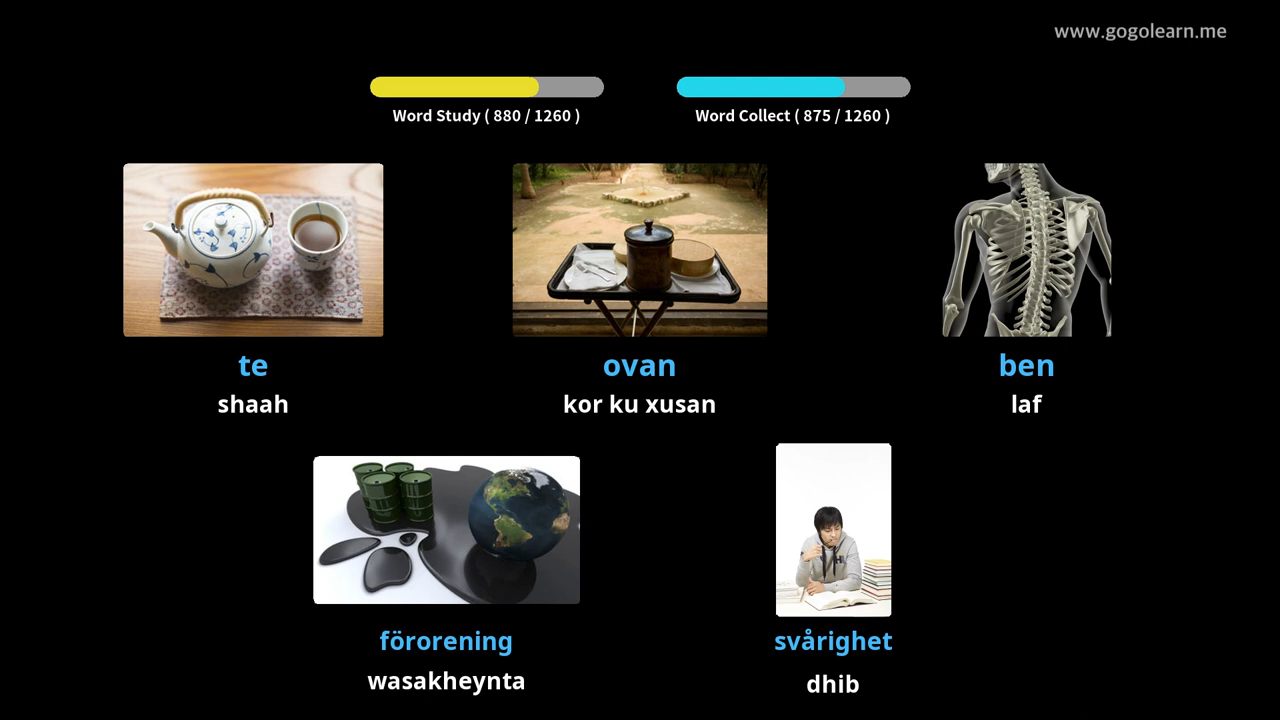 www.gogolearn.me
Word Study ( 880 / 1260 )
Word Collect ( 875 / 1260 )
te
ovan
ben
shaah
kor ku xusan
laf
förorening
svårighet
wasakheynta
dhib